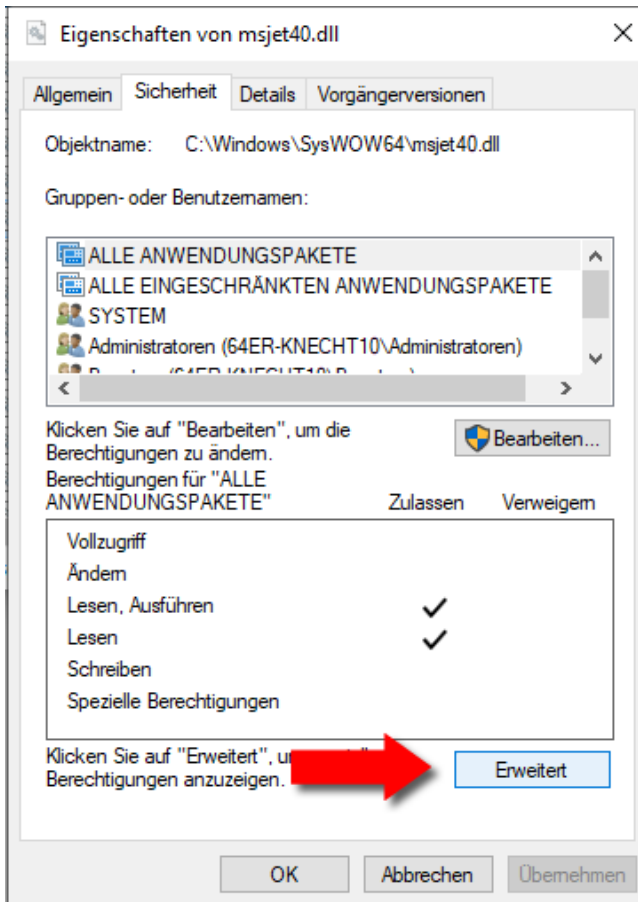 Eigenschaften von msjet40.dll
Allgemein Sicherheit Details Vorgängerversionen
Objektname: C:\Windows\SysWOW64\msjet40.dll
Gruppen- oder Benutzernamen:
ALLE ANWENDUNGSPAKETE
ALLE EINGESCHRÄNKTEN ANWENDUNGSPAKETE
SYSTEM
Administratoren (64ER-KNECHT10\Administratoren)
Klicken Sie auf "Bearbeiten", um die
Berechtigungen zu ändern.
Bearbeiten...
Berechtigungen für "ALLE
ANWENDUNGSPAKETE" Zulassen Verweigern
Vollzugriff
Ändern
Lesen, Ausführen
Lesen
Schreiben
Spezielle Berechtigungen
Klicken Sie auf "Erweitert",
Berechtigungen anzuzeigen.
Erweitert
OK Abbrechen Übernehmen